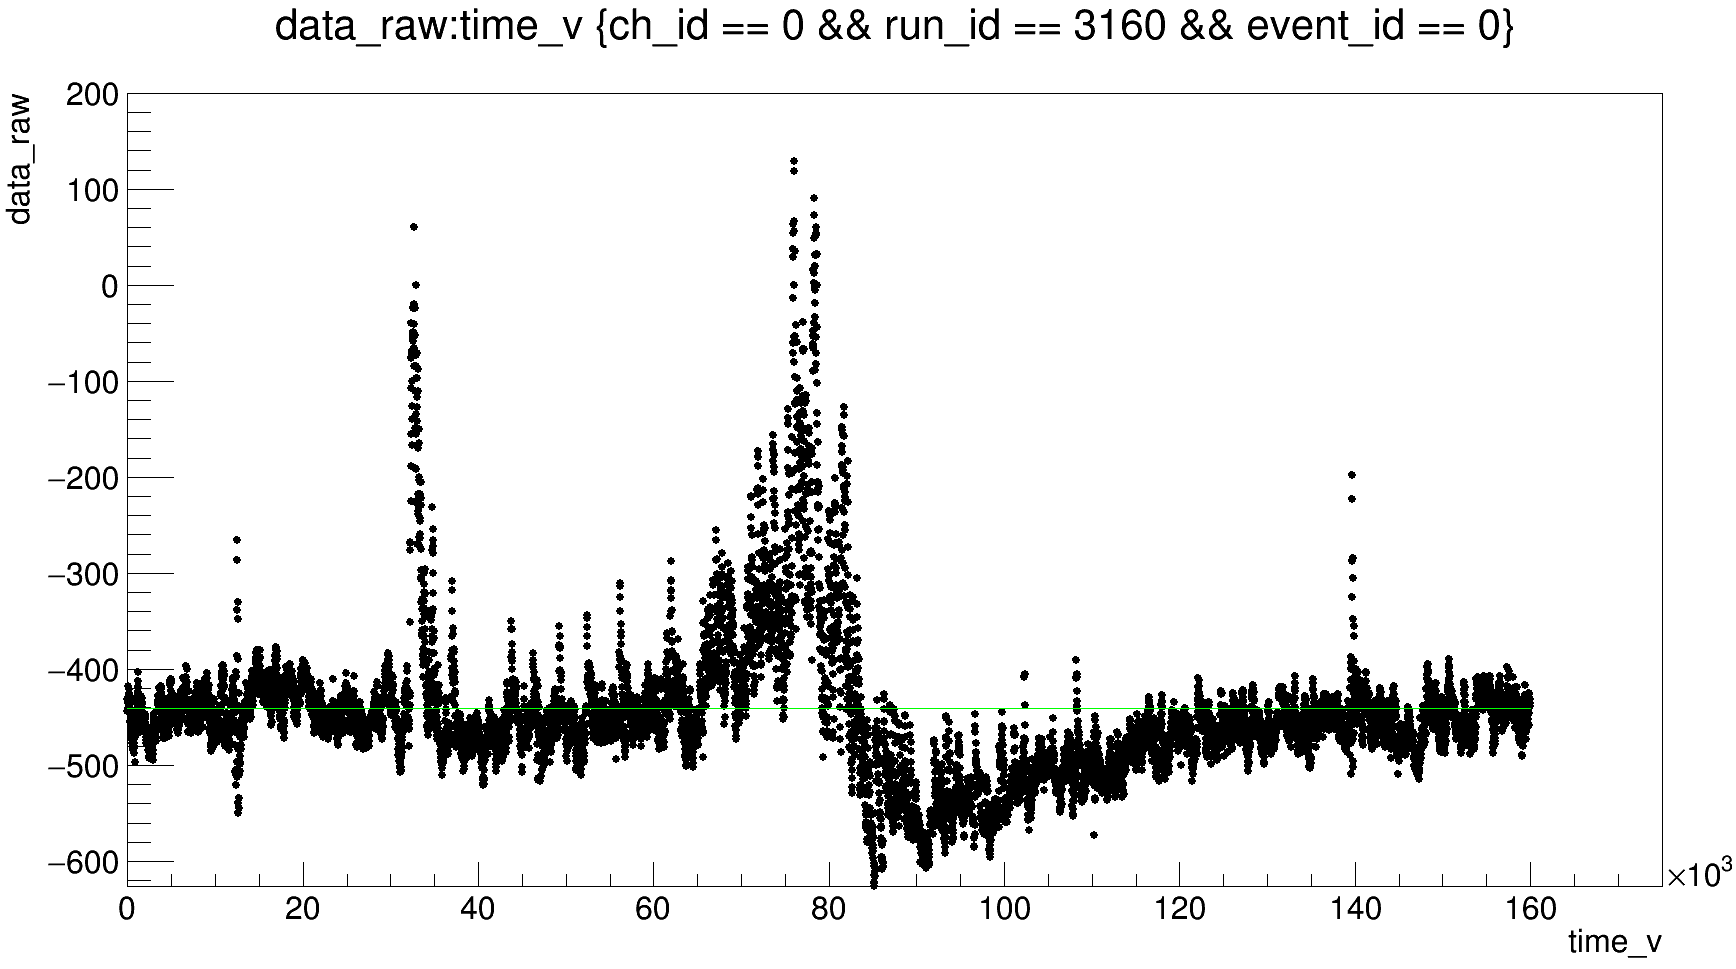 data_raw:time_v {ch_id == 0 && run_id == 3160 && event_id == 0}
data_raw
200
100
0
−100
−200
−300
−400
−500
−600
0 20 40 60 80 100 120 140 160
×10³
time_v